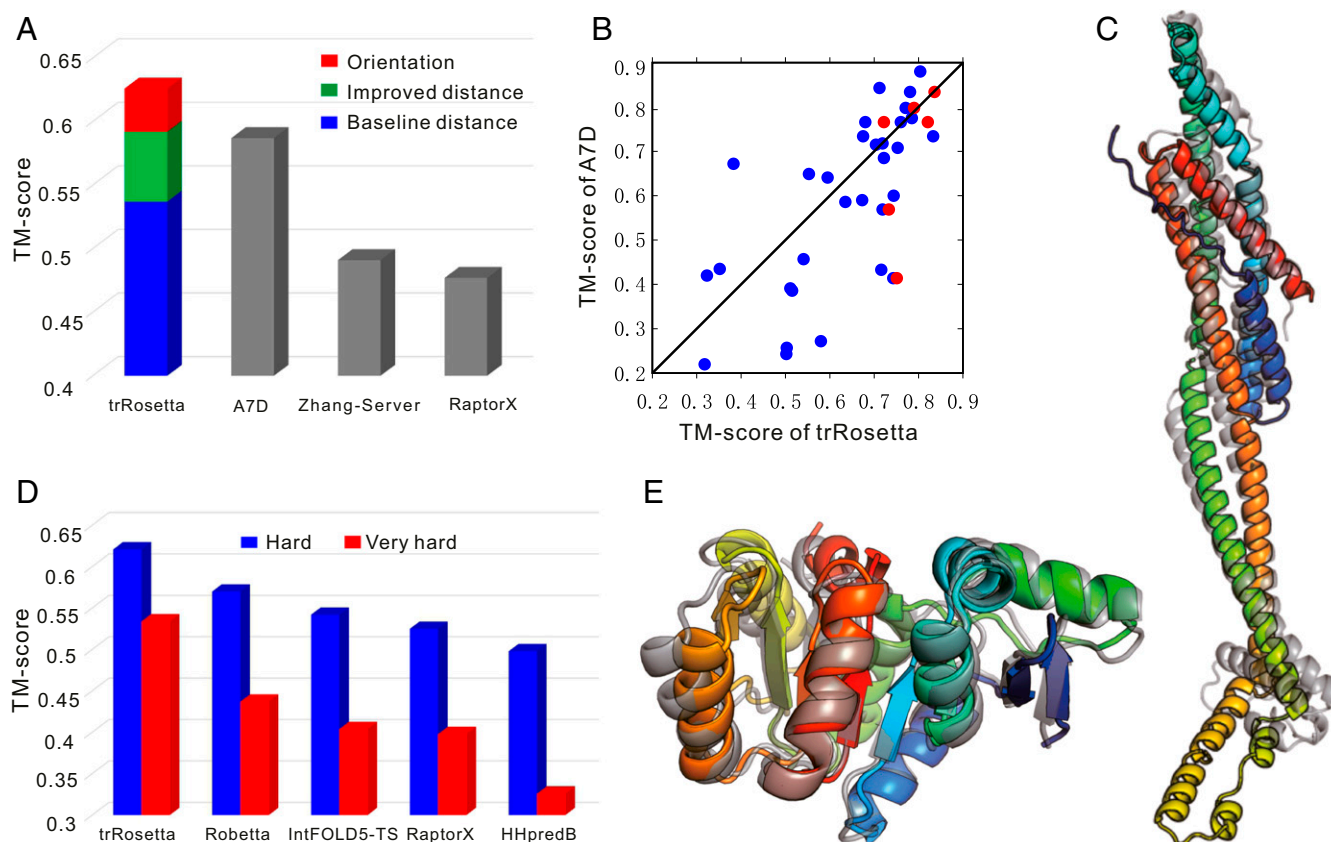 A
0.65
0.6
0.55
0.5
0.45
0.4
TM-score
Orientation
Improved distance
Baseline distance
trRosetta A7D Zhang-Server RaptorX
B
0.9
0.8
0.7
0.6
0.5
0.4
0.3
0.2
TM-score of A7D
0.2 0.3 0.4 0.5 0.6 0.7 0.8 0.9
TM-score of trRosetta
C
D
0.65
0.6
0.55
0.5
0.45
0.4
0.35
0.3
TM-score
Hard Very hard
trRosetta Robetta IntFOLD5-TS RaptorX HHpredB
E